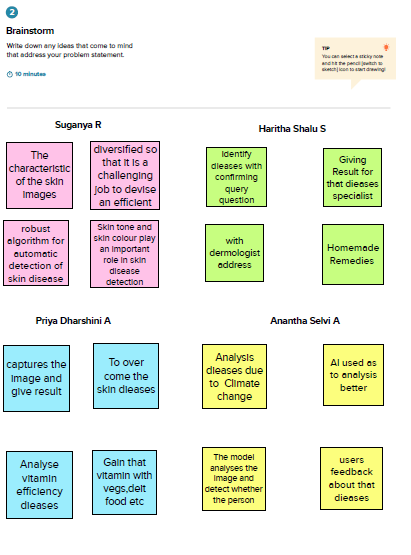 2
Brainstorm
Write down any ideas that come to mind
that address your problem statement.
10 minutes
TIP
You can select a sticky note
and hit the pencil [switch to
sketch] icon to start drawing!
Suganya R
The
characteristic
of the skin
images
diversified so
that it is a
challenging
job to devise
an efficient
robust
algorithm for
automatic
detection of
skin disease
Skin tone and
skin colour play
an important
role in skin
disease
detection
Haritha Shalu S
Identify
dieases with
confirming
query
question
Giving
Result for
that dieases
specialist
with
dermologist
address
Homemade
Remedies
Priya Dharshini A
captures the
image and
give result
To over
come the
skin dieases
Analyse
vitamin
efficiency
dieases
Gain that
vitamin with
vegs,deit
food etc
Anantha Selvi A
Analysis
dieases due
to Climate
change
AI used as
to analysis
better
The model
analyses the
image and
detect whether
the person
users
feedback
about that
dieases